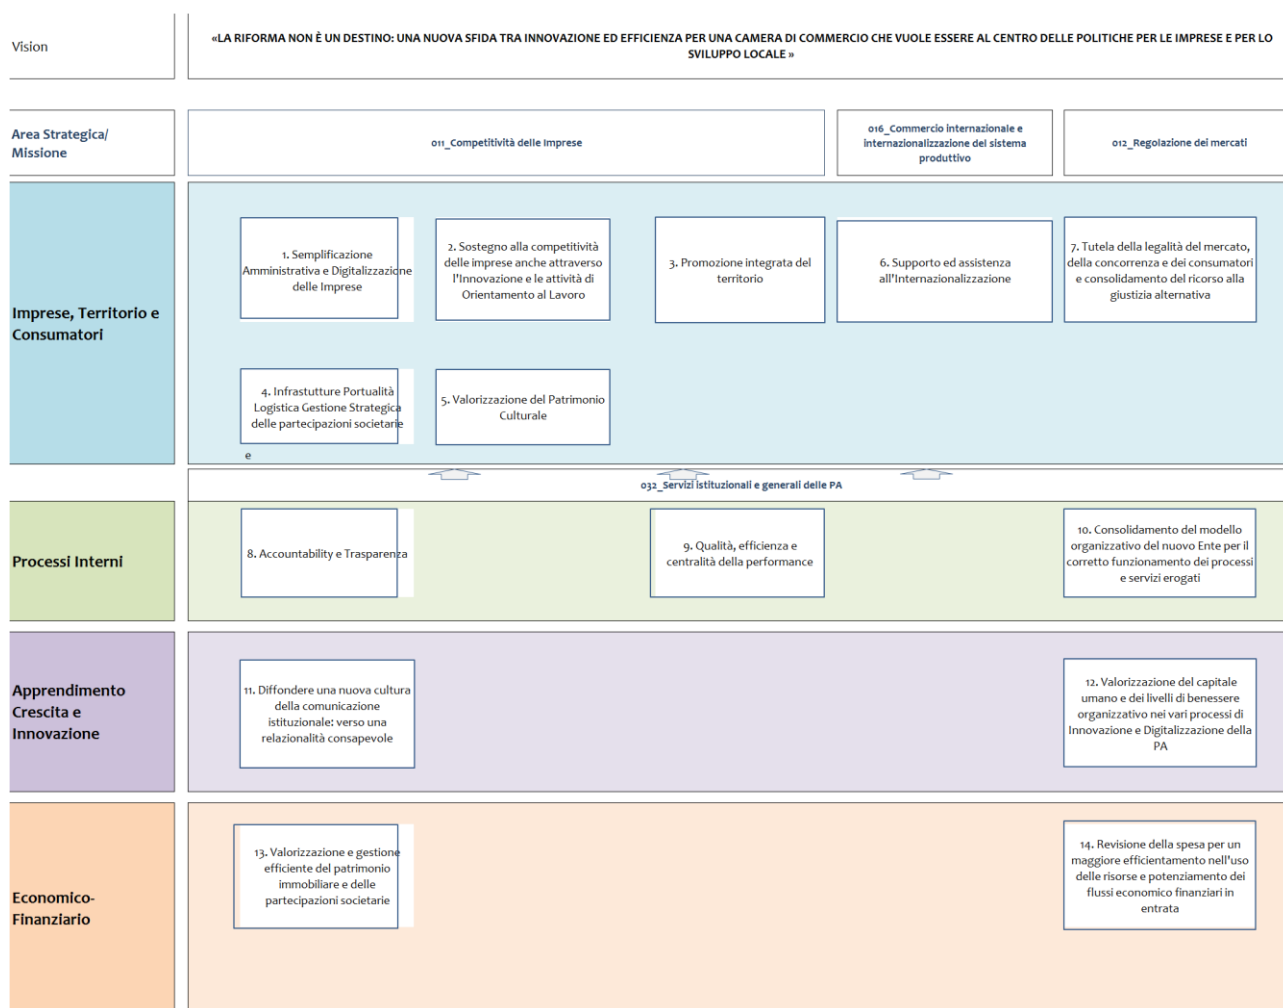 Vision
«LA RIFORMA NON È UN DESTINO: UNA NUOVA SFIDA TRA INNOVAZIONE ED EFFICIENZA PER UNA CAMERA DI COMMERCIO CHE VUOLE ESSERE AL CENTRO DELLE POLITICHE PER LE IMPRESE E PER LO
SVILUPPO LOCALE »
Area Strategica/
Missione
011_Competitività delle Imprese
016_Commercio internazionale e
internazionalizzazione del sistema
produttivo
012_Regolazione dei mercati
Imprese, Territorio e
Consumatori
1. Semplificazione
Amministrativa e Digitalizzazione
delle Imprese
2. Sostegno alla competitività
delle imprese anche attraverso
l'Innovazione e le attività di
Orientamento al Lavoro
3. Promozione integrata del
territorio
6. Supporto ed assistenza
all'Internazionalizzazione
7. Tutela della legalità del mercato,
della concorrenza e dei consumatori
e consolidamento del ricorso alla
giustizia alternativa
4. Infrastutture Portualità
Logistica Gestione Strategica
delle partecipazioni societarie
e
5. Valorizzazione del Patrimonio
Culturale
032_Servizi istituzionali e generali delle PA
Processi Interni
8. Accountability e Trasparenza
9. Qualità, efficienza e
centralità della performance
10. Consolidamento del modello
organizzativo del nuovo Ente per il
corretto funzionamento dei processi
e servizi erogati
Apprendimento
Crescita e
Innovazione
11. Diffondere una nuova cultura
della comunicazione
istituzionale: verso una
relazionalità consapevole
12. Valorizzazione del capitale
umano e dei livelli di benessere
organizzativo nei vari processi di
Innovazione e Digitalizzazione della
PA
Economico-
Finanziario
13. Valorizzazione e gestione
efficiente del patrimonio
immobiliare e delle
partecipazioni societarie
14. Revisione della spesa per un
maggiore efficientamento nell'uso
delle risorse e potenziamento dei
flussi economico finanziari in
entrata